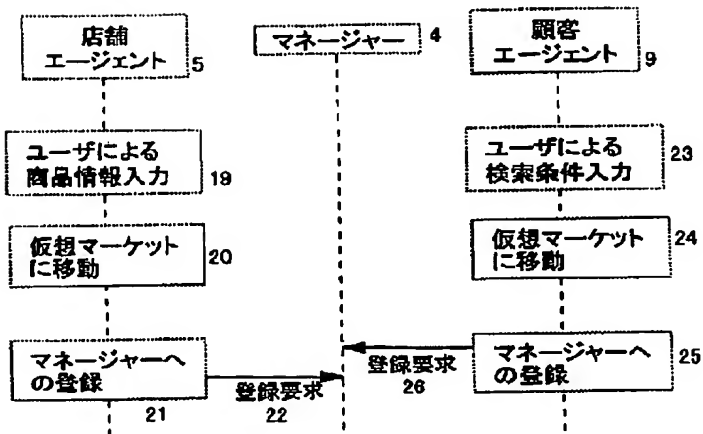 店舗
エージェント
5
マネージャー
4
顧客
エージェント
9
ユーザによる
商品情報入力
19
ユーザによる
検索条件入力
23
仮想マーケット
に移動
20
仮想マーケット
に移動
24
マネージャーへ
の登録
21
登録要求
22
登録要求
26
マネージャーへ
の登録
25